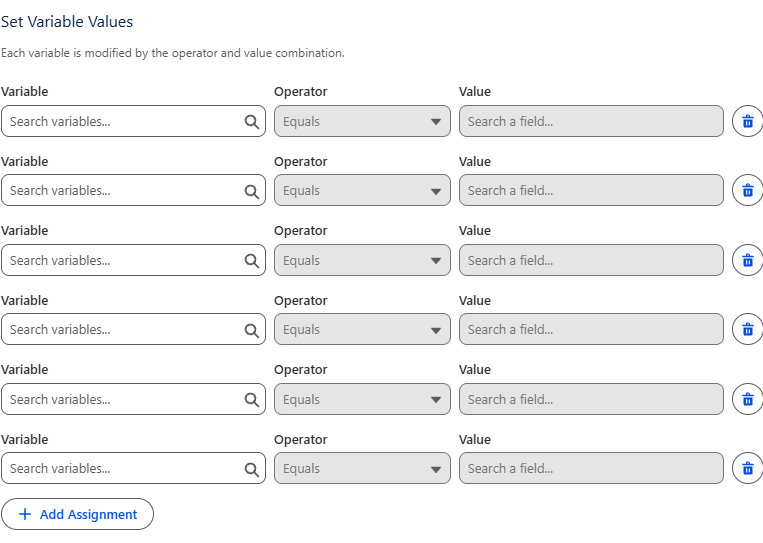 Set Variable Values
Each variable is modified by the operator and value combination.
Variable Operator Value
Search variables... Equals Search a field...
Variable Operator Value
Search variables... Equals Search a field...
Variable Operator Value
Search variables... Equals Search a field...
Variable Operator Value
Search variables... Equals Search a field...
Variable Operator Value
Search variables... Equals Search a field...
Variable Operator Value
Search variables... Equals Search a field...
Add Assignment